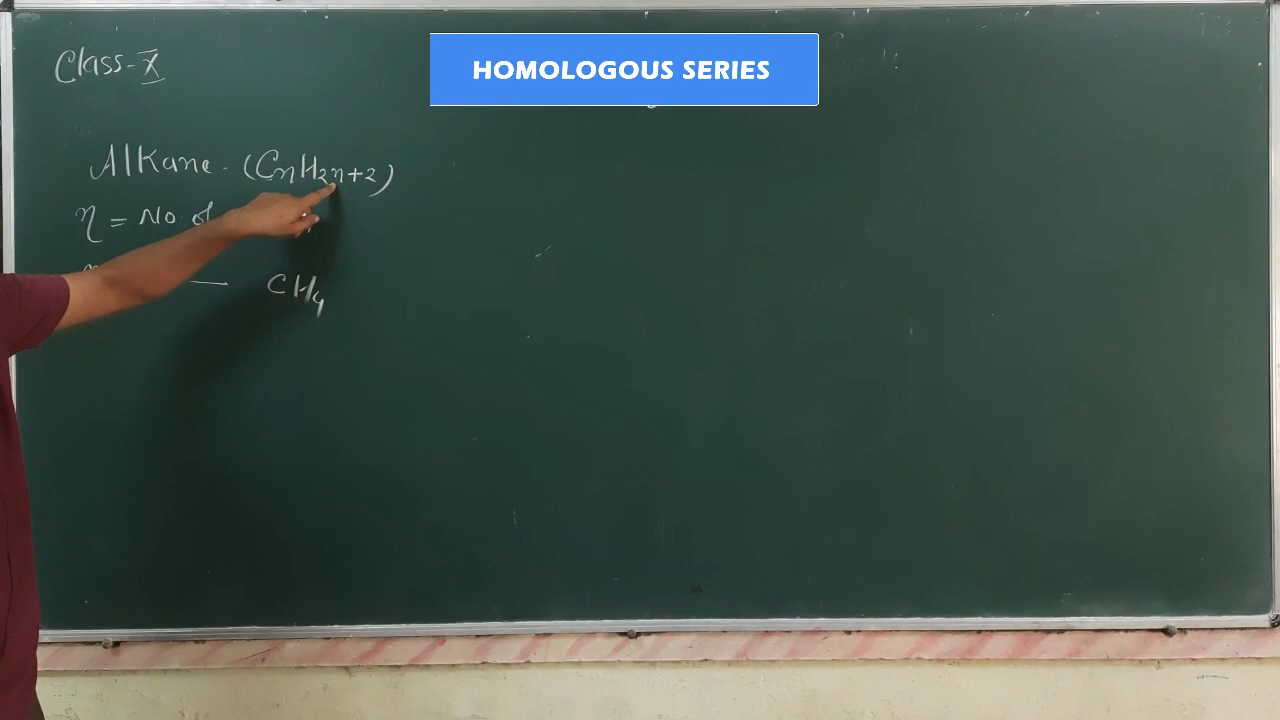 HOMOLOGOUS SERIES
Class-X
Alkane - (CnH2n+2)
n = No of
— CH4